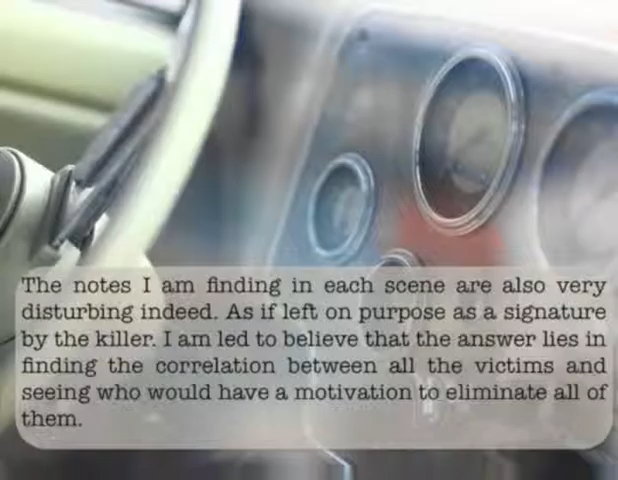 The notes I am finding in each scene are also very
disturbing indeed. As if left on purpose as a signature
by the killer. I am led to believe that the answer lies in
finding the correlation between all the victims and
seeing who would have a motivation to eliminate all of
them.